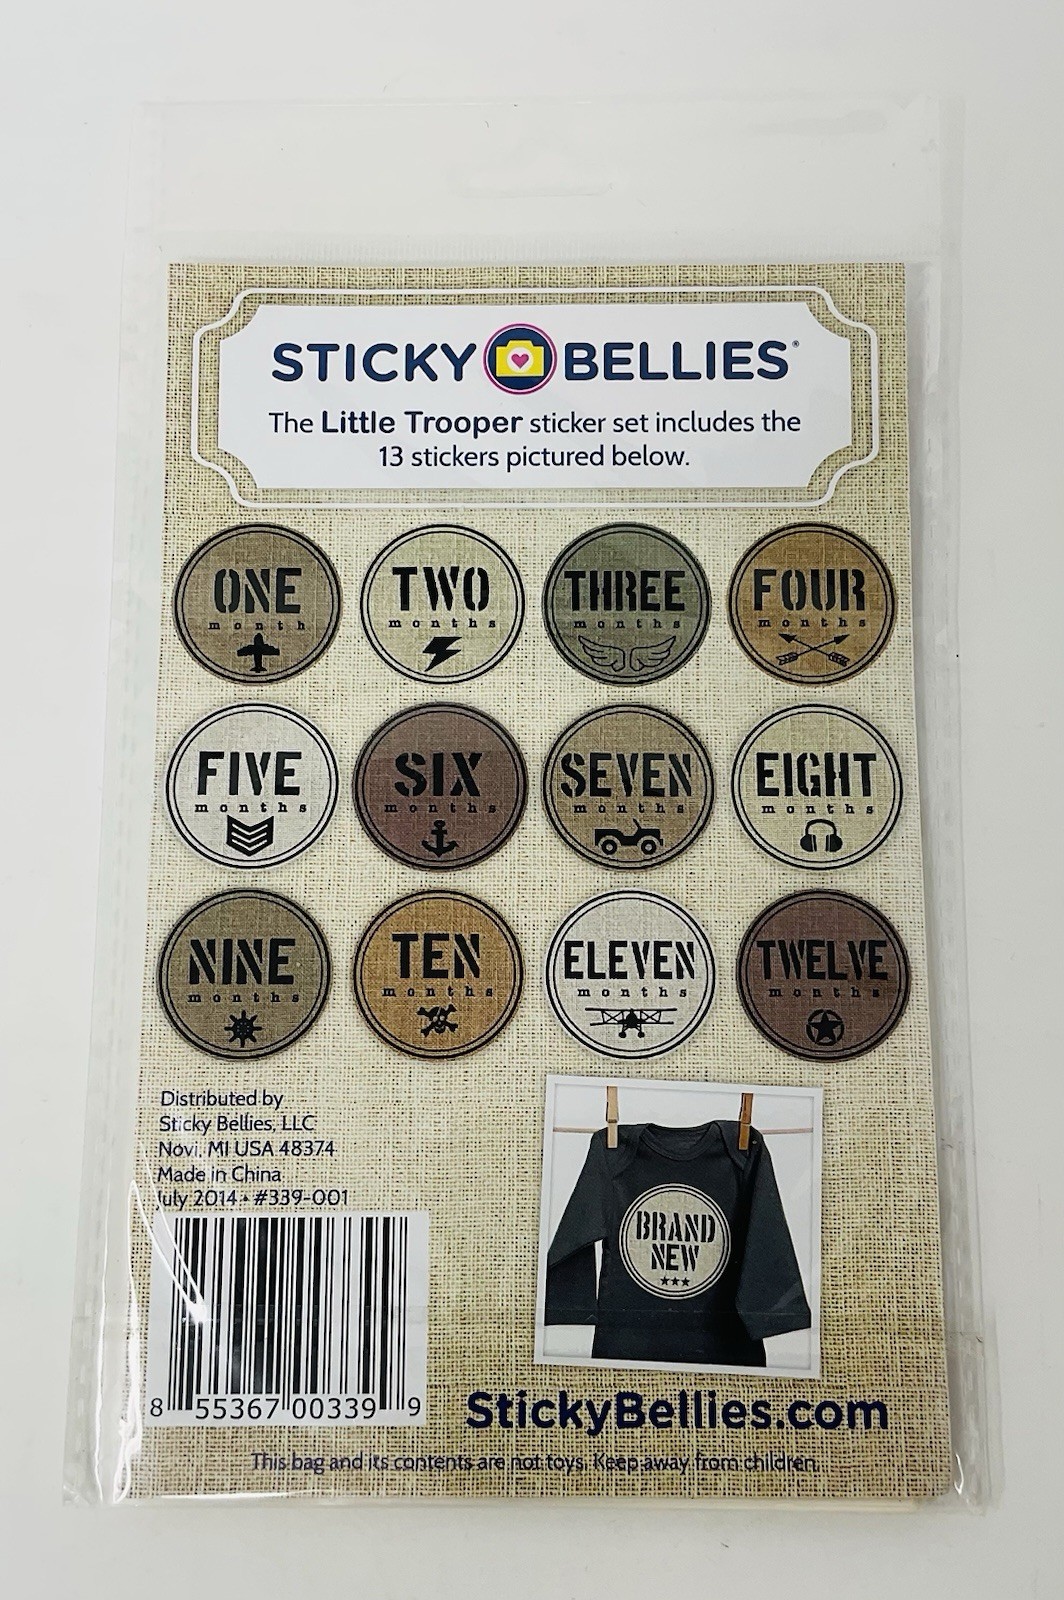 STICKY BELLIES®
The Little Trooper sticker set includes the
13 stickers pictured below.
ONE
month
TWO
months
THREE
months
FOUR
months
FIVE
months
SIX
months
SEVEN
months
EIGHT
months
NINE
months
TEN
months
ELEVEN
months
TWELVE
months
Distributed by
Sticky Bellies, LLC
Novi, MI USA 48374
Made in China
July 2014 • #339-001
BRAND
NEW
8 55367 00339 9
StickyBellies.com
This bag and its contents are not toys. Keep away from children.